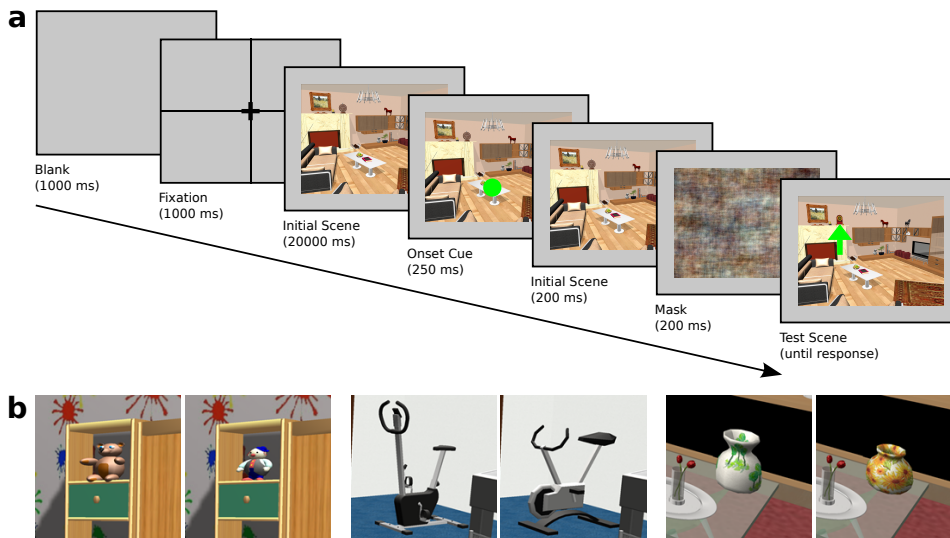 a
Blank
(1000 ms)
Fixation
(1000 ms)
Initial Scene
(20000 ms)
Onset Cue
(250 ms)
Initial Scene
(200 ms)
Mask
(200 ms)
Test Scene
(until response)
b